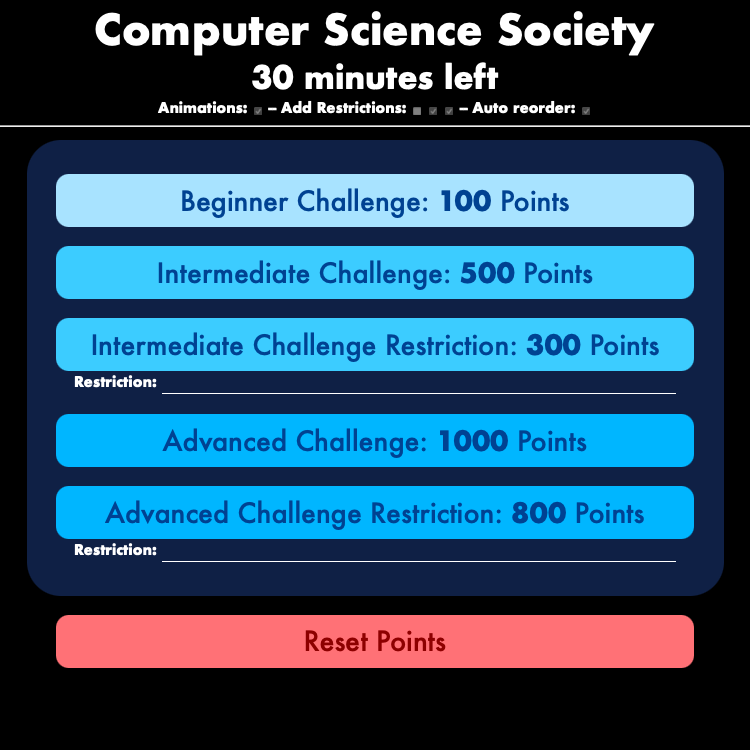 Computer Science Society
30 minutes left
Animations: – Add Restrictions: – Auto reorder:
Beginner Challenge: 100 Points
Intermediate Challenge: 500 Points
Intermediate Challenge Restriction: 300 Points
Restriction:
Advanced Challenge: 1000 Points
Advanced Challenge Restriction: 800 Points
Restriction:
Reset Points